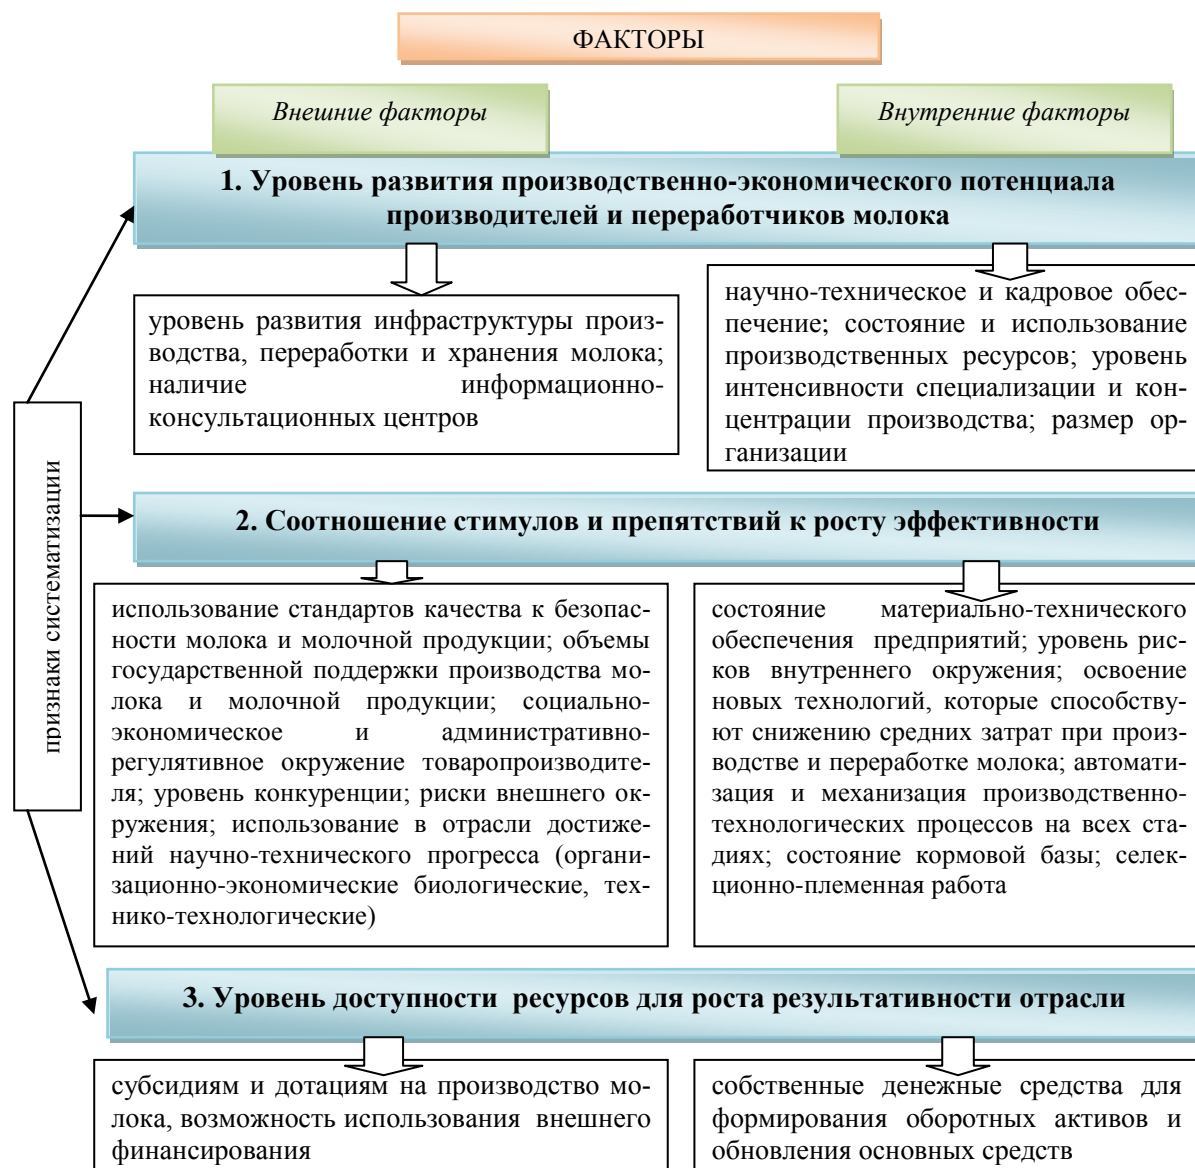 ФАКТОРЫ
Внешние факторы
Внутренние факторы
1. Уровень развития производственно-экономического потенциала
производителей и переработчиков молока
уровень развития инфраструктуры произ-
водства, переработки и хранения молока;
наличие информационно-
консультационных центров
научно-техническое и кадровое обес-
печение; состояние и использование
производственных ресурсов; уровень
интенсивности специализации и кон-
центрации производства; размер ор-
ганизации
признаки систематизации
2. Соотношение стимулов и препятствий к росту эффективности
использование стандартов качества к безопас-
ности молока и молочной продукции; объемы
государственной поддержки производства мо-
лока и молочной продукции; социально-
экономическое и административно-
регулятивное окружение товаропроизводите-
ля; уровень конкуренции; риски внешнего ок-
ружения; использование в отрасли достиже-
ний научно-технического прогресса (органи-
зационно-экономические биологические, тех-
нико-технологические)
состояние материально-технического
обеспечения предприятий; уровень рис-
ков внутреннего окружения; освоение
новых технологий, которые способству-
ют снижению средних затрат при произ-
водстве и переработке молока; автомати-
зация и механизация производственно-
технологических процессов на всех ста-
диях; состояние кормовой базы; селек-
ционно-племенная работа
3. Уровень доступности ресурсов для роста результативности отрасли
субсидиям и дотациям на производство мо-
лока, возможность использования внешнего
финансирования
собственные денежные средства для
формирования оборотных активов и
обновления основных средств